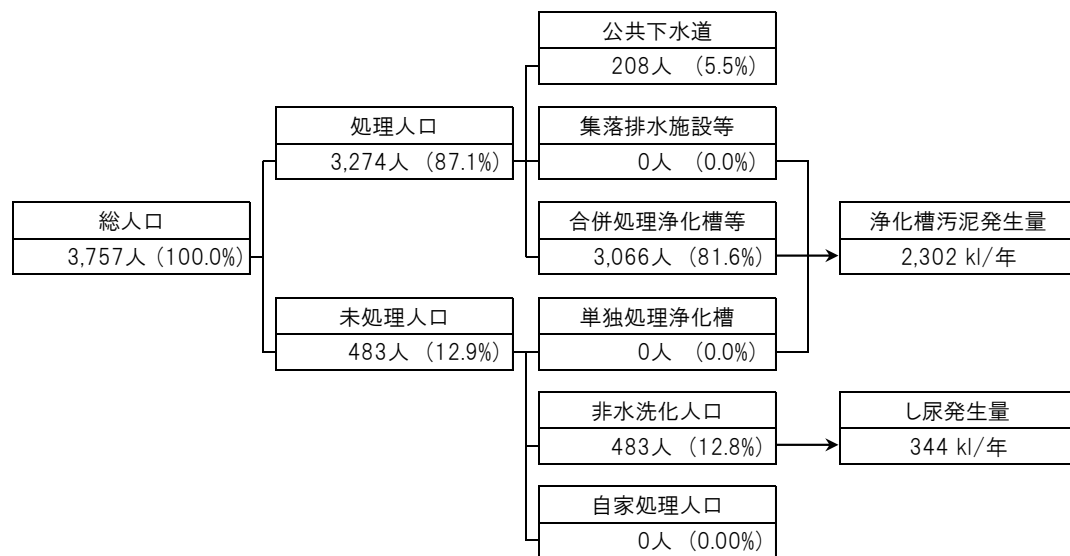 総人口
3,757人 (100.0%)
処理人口
3,274人 (87.1%)
未処理人口
483人 (12.9%)
公共下水道
208人 (5.5%)
集落排水施設等
0人 (0.0%)
合併処理浄化槽等
3,066人 (81.6%)
単独処理浄化槽
0人 (0.0%)
非水洗化人口
483人 (12.8%)
自家処理人口
0人 (0.00%)
浄化槽汚泥発生量
2,302 kl/年
し尿発生量
344 kl/年